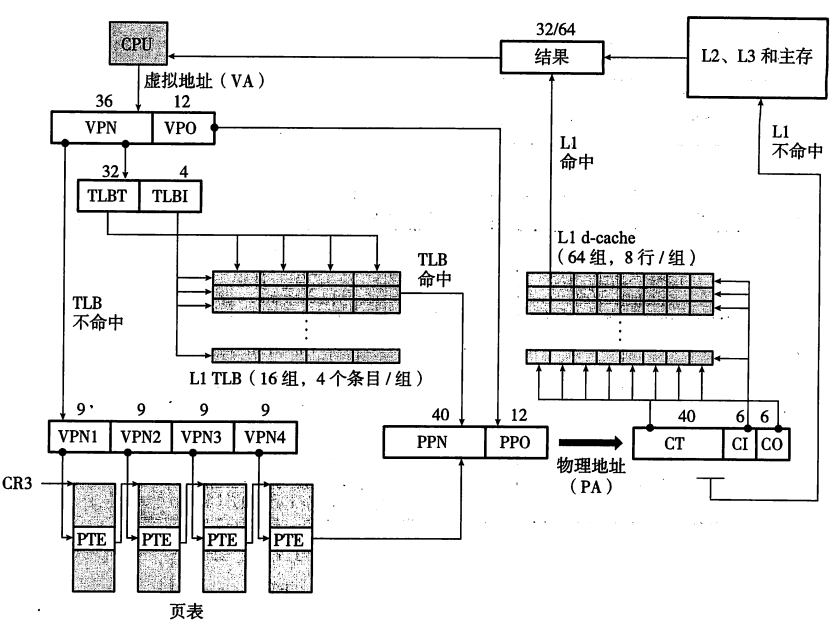 CPU
32/64
结果
L2、L3 和主存
虚拟地址（VA）
36
12
VPN
VPO
L1
命中
L1
不命中
32
4
TLBT
TLBI
TLB
命中
L1 d-cache
（64 组，8 行 / 组）
TLB
不命中
L1 TLB（16 组，4 个条目 / 组）
9
9
9
9
VPN1
VPN2
VPN3
VPN4
40
12
PPN
PPO
物理地址
（PA）
40
6
6
CT
CI
CO
CR3
PTE
PTE
PTE
PTE
页表